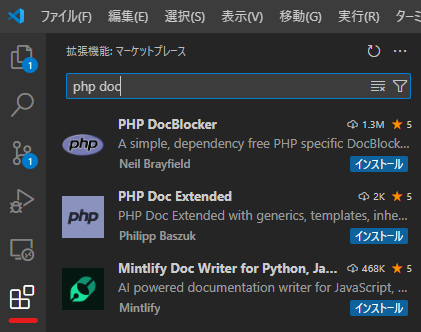 ファイル(F) 編集(E) 選択(S) 表示(V) 移動(G) 実行(R) ターミ
拡張機能: マーケットプレース
php doc
PHP DocBlocker 1.3M 5
A simple, dependency free PHP specific DocBlock...
Neil Brayfield インストール
PHP Doc Extended 2K 5
PHP Doc Extended with generics, templates, inhe...
Philipp Baszuk インストール
Mintlify Doc Writer for Python, Ja... 468K 5
AI powered documentation writer for JavaScript, ...
Mintlify インストール
php
php
1
1